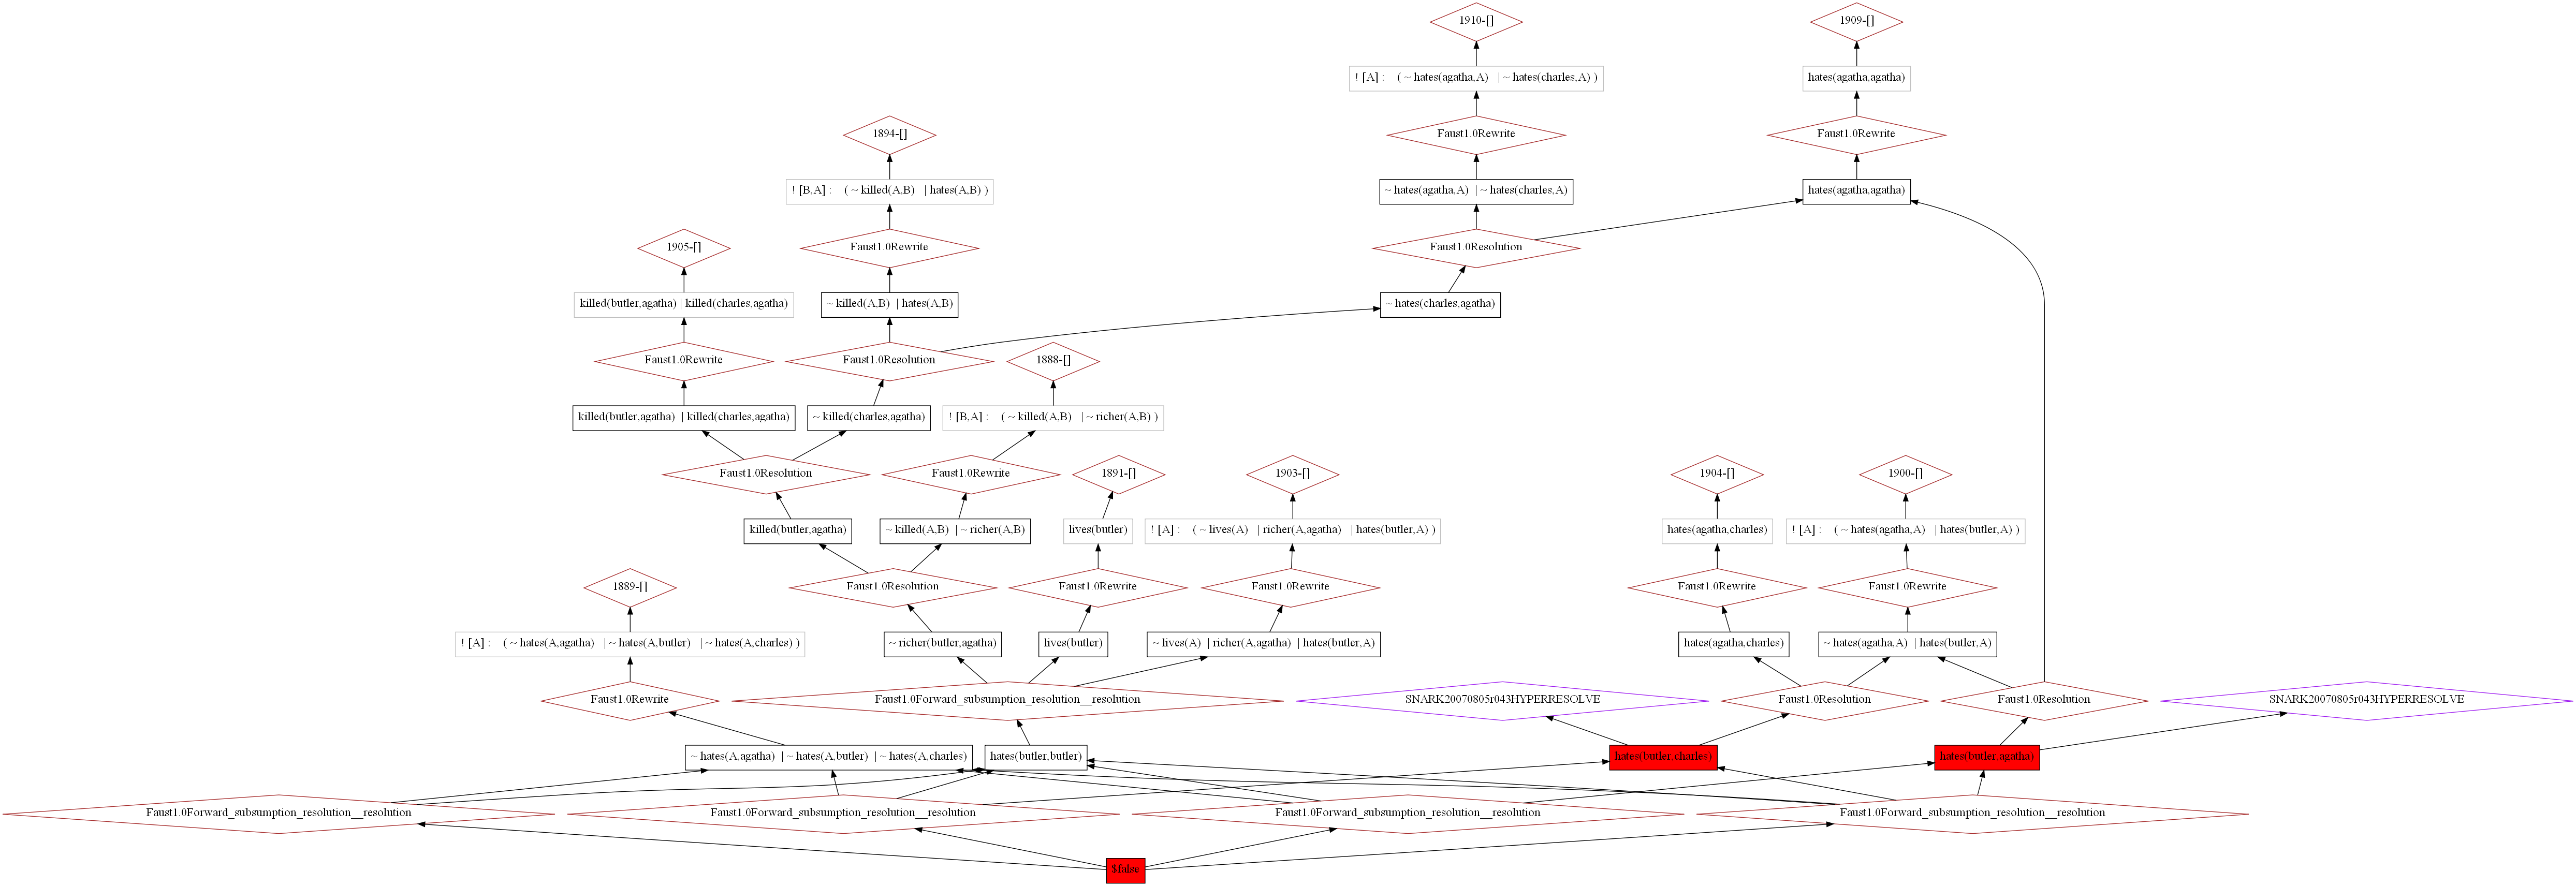 1910-[]
1909-[]
! [A] : ( ~ hates(agatha,A) | ~ hates(charles,A) )
hates(agatha,agatha)
1894-[]
Faust1.0Rewrite
Faust1.0Rewrite
! [B,A] : ( ~ killed(A,B) | hates(A,B) )
~ hates(agatha,A) | ~ hates(charles,A)
hates(agatha,agatha)
1905-[]
Faust1.0Rewrite
Faust1.0Resolution
killed(butler,agatha) | killed(charles,agatha)
~ killed(A,B) | hates(A,B)
~ hates(charles,agatha)
Faust1.0Rewrite
Faust1.0Resolution
1888-[]
killed(butler,agatha) | killed(charles,agatha)
~ killed(charles,agatha)
! [B,A] : ( ~ killed(A,B) | ~ richer(A,B) )
Faust1.0Resolution
Faust1.0Rewrite
1891-[]
1903-[]
1904-[]
1900-[]
killed(butler,agatha)
~ killed(A,B) | ~ richer(A,B)
lives(butler)
! [A] : ( ~ lives(A) | richer(A,agatha) | hates(butler,A) )
hates(agatha,charles)
! [A] : ( ~ hates(agatha,A) | hates(butler,A) )
1889-[]
Faust1.0Resolution
Faust1.0Rewrite
Faust1.0Rewrite
Faust1.0Rewrite
Faust1.0Rewrite
! [A] : ( ~ hates(A,agatha) | ~ hates(A,butler) | ~ hates(A,charles) )
~ richer(butler,agatha)
lives(butler)
~ lives(A) | richer(A,agatha) | hates(butler,A)
hates(agatha,charles)
~ hates(agatha,A) | hates(butler,A)
Faust1.0Rewrite
Faust1.0Forward_subsumption_resolution__resolution
SNARK20070805r043HYPERRESOLVE
Faust1.0Resolution
Faust1.0Resolution
SNARK20070805r043HYPERRESOLVE
~ hates(A,agatha) | ~ hates(A,butler) | ~ hates(A,charles)
hates(butler,butler)
hates(butler,charles)
hates(butler,agatha)
Faust1.0Forward_subsumption_resolution__resolution
Faust1.0Forward_subsumption_resolution__resolution
Faust1.0Forward_subsumption_resolution__resolution
Faust1.0Forward_subsumption_resolution__resolution
$false